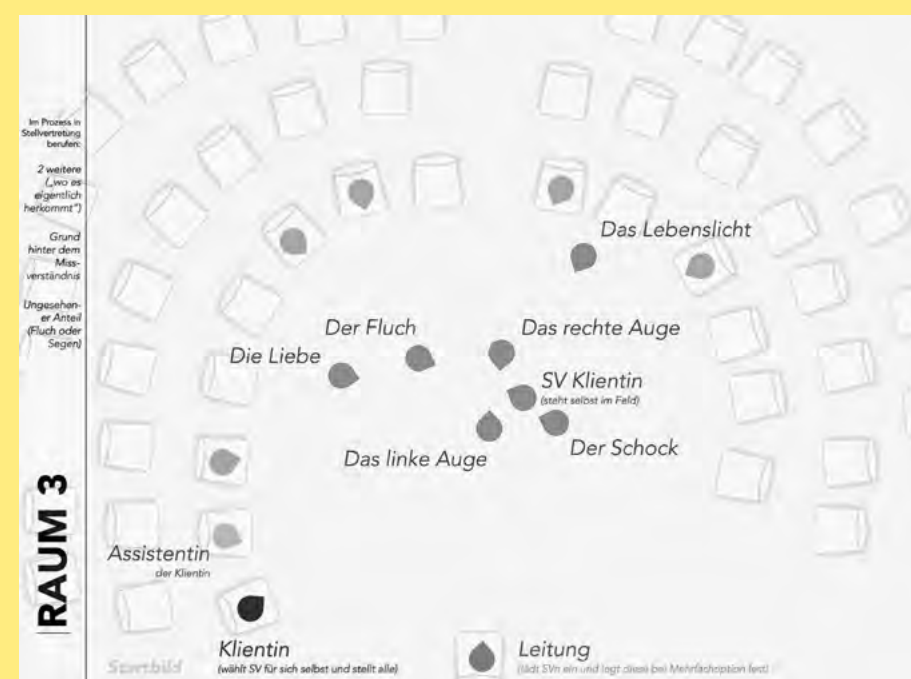 Im Prozess in
Stellvertretung
berufen:
2 weitere
(„wo es
eigentlich
herkommt“)
Grund
hinter dem
Miss-
verständnis
Ungesehen-
er Anteil
(Fluch oder
Segen)
RAUM 3
Das Lebenslicht
Der Fluch
Das rechte Auge
Die Liebe
SV Klientin
(steht selbst im Feld)
Das linke Auge
Der Schock
Assistentin
der Klientin
Klientin
(wählt SV für sich selbst und stellt alle)
Leitung
(lädt SVn ein und legt diese bei Mehrfachoption fest)
Startbild